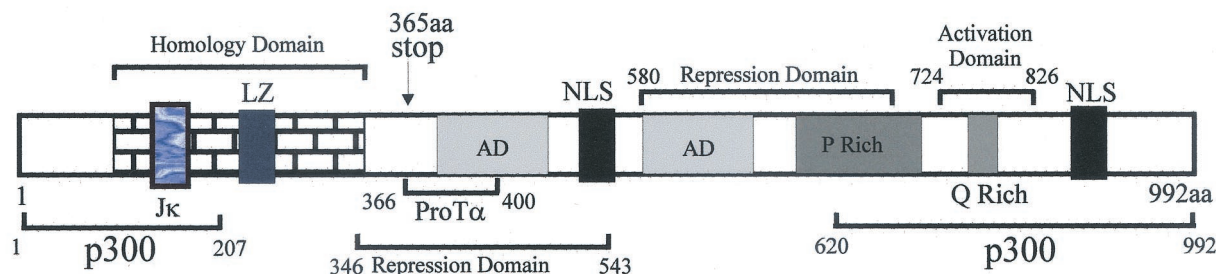 365aa
stop
Homology Domain
LZ
NLS
580
Repression Domain
724
Activation
Domain
826
NLS
AD
AD
P Rich
1
Jκ
366
ProTα
400
Q Rich
992aa
1
p300
207
346
Repression Domain
543
620
p300
992